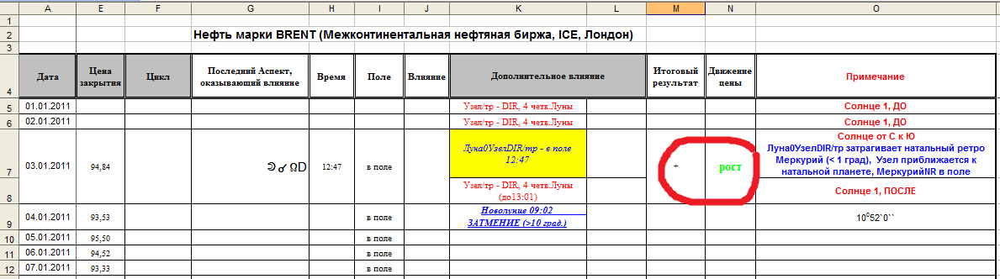 A E F G H I J K L M N O
1
2 Нефть марки BRENT (Межконтинентальная нефтяная биржа, ICE, Лондон)
3
4 Дата Цена закрытия Цикл Последний Аспект, оказывающий влияние Время Поле Влияние Дополнительное влияние Итоговый результат Движение цены Примечание
5 01.01.2011 Узел/тр - DIR, 4 четв.Луны Солнце 1, ДО
6 02.01.2011 Узел/тр - DIR, 4 четв.Луны Солнце 1, ДО
7 03.01.2011 94,84 ☽☌☊D 12:47 в поле Луна0УзелDIR/тр - в поле 12:47 + рост Солнце от С к Ю
Луна0УзелDIR/тр затрагивает натальный ретро
Меркурий (< 1 град), Узел приближается к
натальной планете, МеркурийNR в поле
8 Узел/тр - DIR, 4 четв.Луны (до13:01) Солнце 1, ПОСЛЕ
9 04.01.2011 93,53 в поле Новолуние 09:02 10⁰52`0``
ЗАТМЕНИЕ (>10 град.)
10 05.01.2011 95,50 в поле
11 06.01.2011 94,52 в поле
12 07.01.2011 93,33 в поле